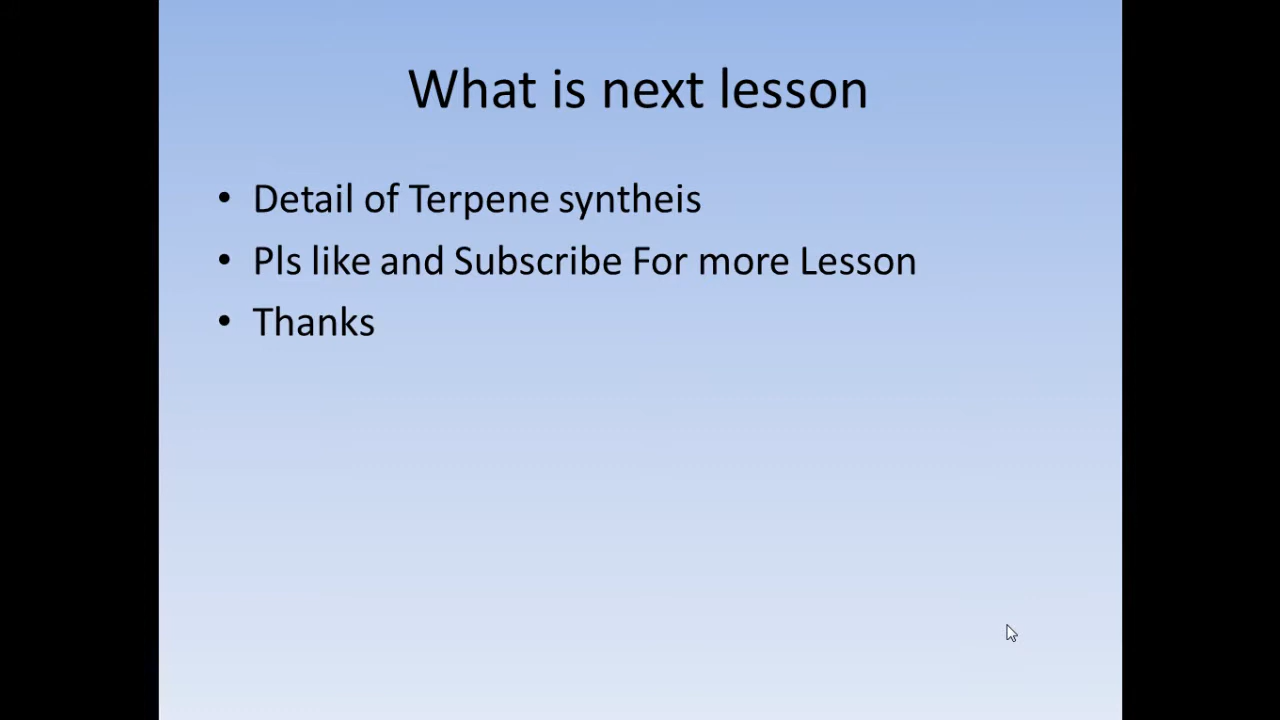 What is next lesson
• Detail of Terpene syntheis
• Pls like and Subscribe For more Lesson
• Thanks